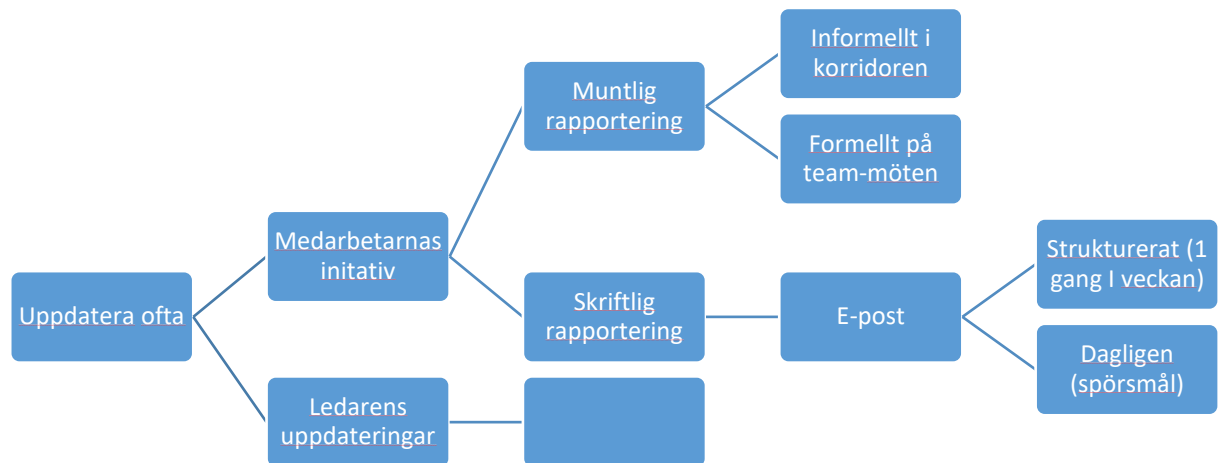 Informellt i
korridoren
Muntlig
rapportering
Formellt på
team-möten
Medarbetarnas
initativ
Strukturerat (1
gang I veckan)
Uppdatera ofta
Skriftlig
rapportering
E-post
Dagligen
(spörsmål)
Ledarens
uppdateringar